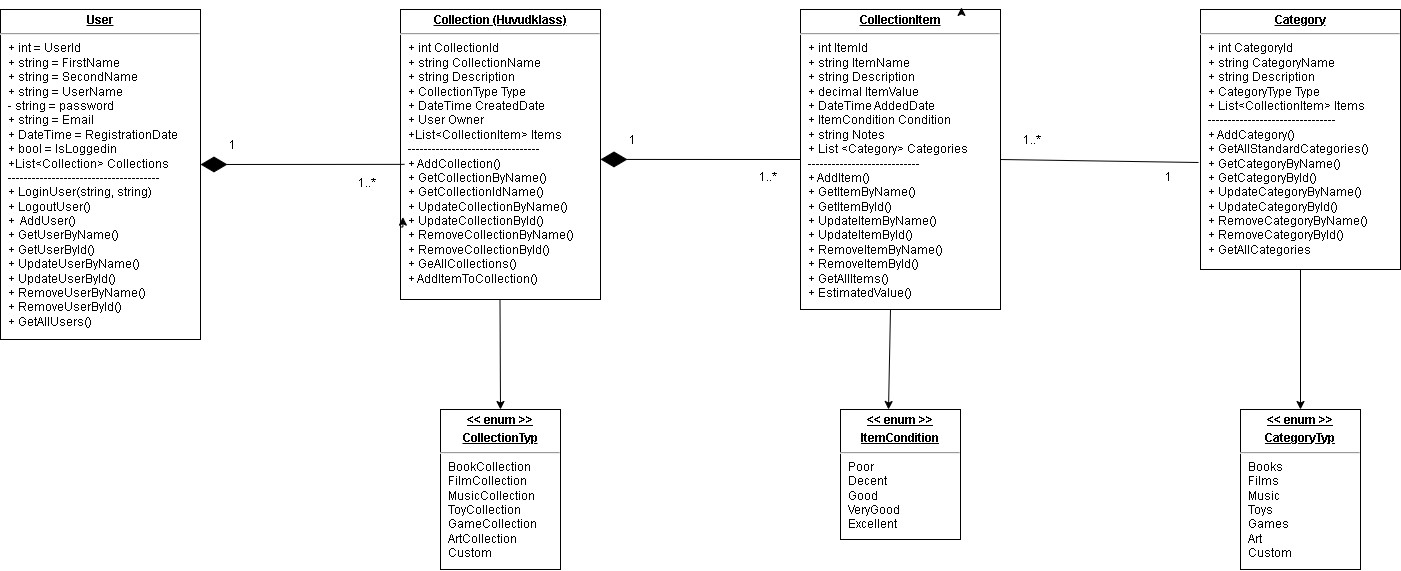 User
+ int = UserId
+ string = FirstName
+ string = SecondName
+ string = UserName
- string = password
+ string = Email
+ DateTime = RegistrationDate
+ bool = IsLoggedin
+List<Collection> Collections
--------------------------------------
+ LoginUser(string, string)
+ LogoutUser()
+ AddUser()
+ GetUserByName()
+ GetUserById()
+ UpdateUserByName()
+ UpdateUserById()
+ RemoveUserByName()
+ RemoveUserById()
+ GetAllUsers()
1
1..*
Collection (Huvudklass)
+ int CollectionId
+ string CollectionName
+ string Description
+ CollectionType Type
+ DateTime CreatedDate
+ User Owner
+List<CollectionItem> Items
---------------------------------
+ AddCollection()
+ GetCollectionByName()
+ GetCollectionIdName()
+ UpdateCollectionByName()
+ UpdateCollectionById()
+ RemoveCollectionByName()
+ RemoveCollectionById()
+ GeAllCollections()
+ AddItemToCollection()
1
1..*
CollectionItem
+ int ItemId
+ string ItemName
+ string Description
+ decimal ItemValue
+ DateTime AddedDate
+ ItemCondition Condition
+ string Notes
+ List <Category> Categories
----------------------------
+ AddItem()
+ GetItemByName()
+ GetItemById()
+ UpdateItemByName()
+ UpdateItemById()
+ RemoveItemByName()
+ RemoveItemById()
+ GetAllItems()
+ EstimatedValue()
1..*
1
Category
+ int CategoryId
+ string CategoryName
+ string Description
+ CategoryType Type
+ List<CollectionItem> Items
--------------------------------
+ AddCategory()
+ GetAllStandardCategories()
+ GetCategoryByName()
+ GetCategoryById()
+ UpdateCategoryByName()
+ UpdateCategoryById()
+ RemoveCategoryByName()
+ RemoveCategoryById()
+ GetAllCategories
<< enum >>
CollectionTyp
BookCollection
FilmCollection
MusicCollection
ToyCollection
GameCollection
ArtCollection
Custom
<< enum >>
ItemCondition
Poor
Decent
Good
VeryGood
Excellent
<< enum >>
CategoryTyp
Books
Films
Music
Toys
Games
Art
Custom